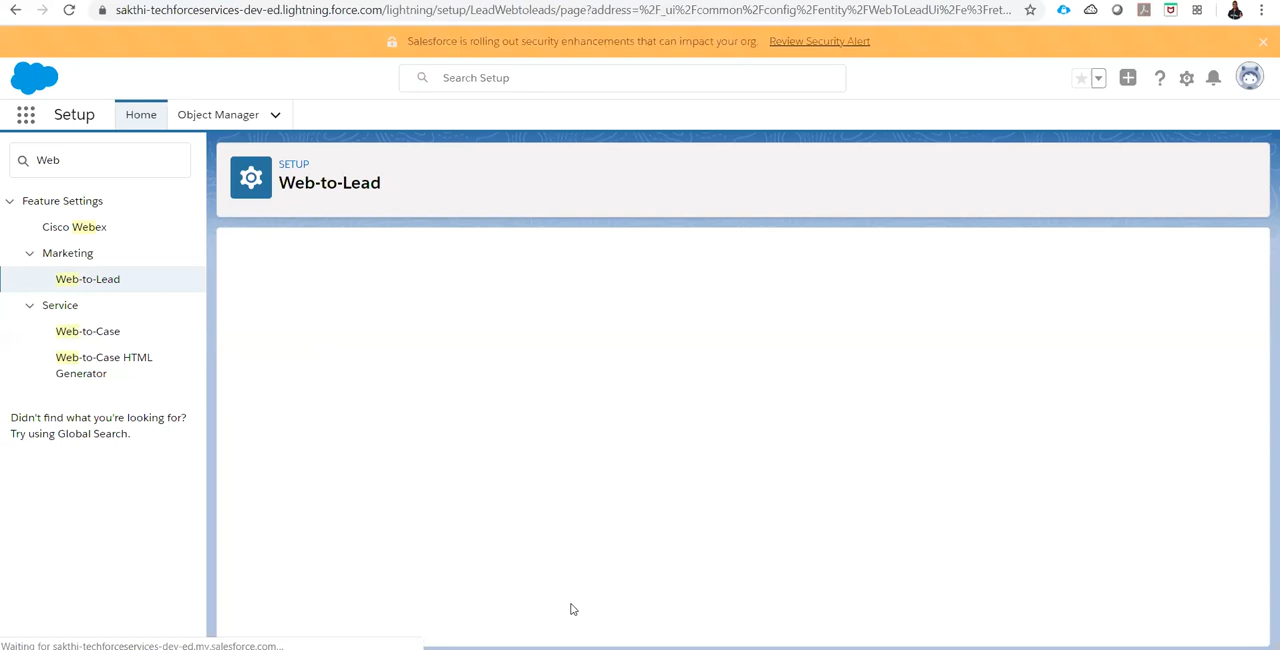 sakthi-techforceservices-dev-ed.lightning.force.com/lightning/setup/LeadWebtoleads/page?address=%2F_ui%2Fcommon%2Fconfig%2Fentity%2FWebToLeadUi%2Fe%3Fret...
Salesforce is rolling out security enhancements that can impact your org. Review Security Alert
Search Setup
Setup
Home
Object Manager
Web
SETUP
Web-to-Lead
Feature Settings
Cisco Webex
Marketing
Web-to-Lead
Service
Web-to-Case
Web-to-Case HTML
Generator
Didn't find what you're looking for?
Try using Global Search.
Waiting for sakthi-techforceservices-dev-ed.my.salesforce.com...